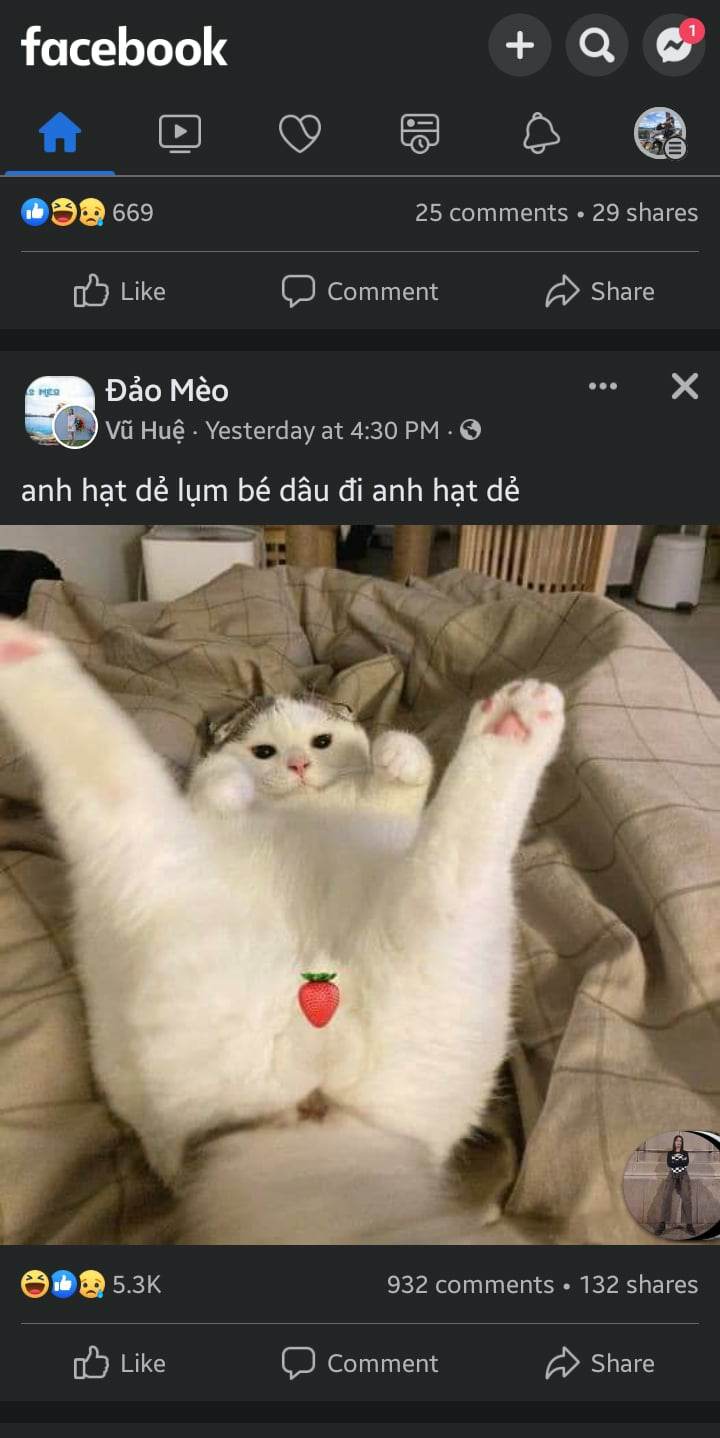 facebook
1
669
25 comments • 29 shares
Like
Comment
Share
Đảo Mèo
Vũ Huệ · Yesterday at 4:30 PM ·
anh hạt dẻ lụm bé dâu đi anh hạt dẻ
5.3K
932 comments • 132 shares
Like
Comment
Share